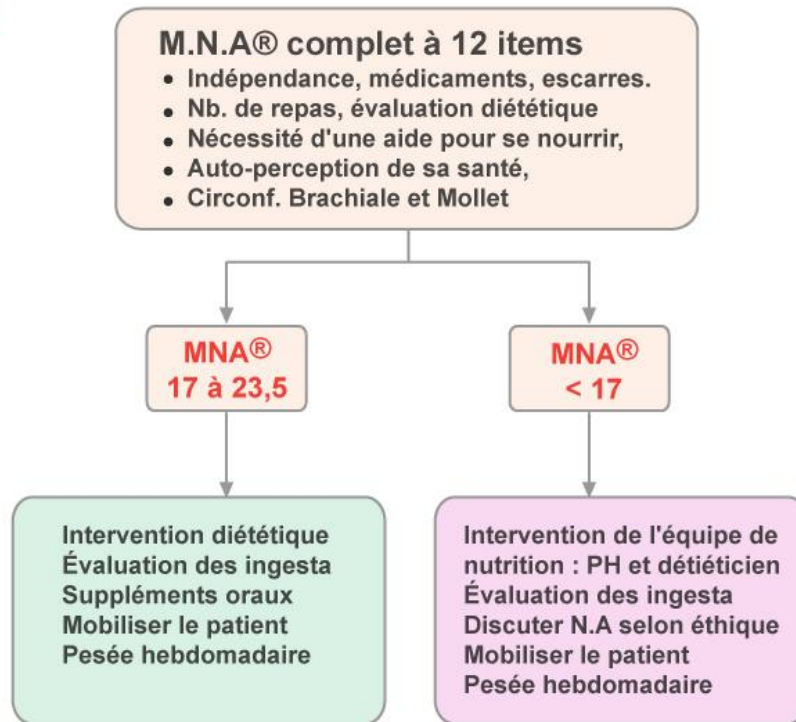 M.N.A® complet à 12 items
• Indépendance, médicaments, escarres.
• Nb. de repas, évaluation diététique
• Nécessité d'une aide pour se nourrir,
• Auto-perception de sa santé,
• Circonf. Brachiale et Mollet
MNA®
17 à 23,5
MNA®
< 17
Intervention diététique
Évaluation des ingesta
Suppléments oraux
Mobiliser le patient
Pesée hebdomadaire
Intervention de l'équipe de
nutrition : PH et détiéticien
Évaluation des ingesta
Discuter N.A selon éthique
Mobiliser le patient
Pesée hebdomadaire